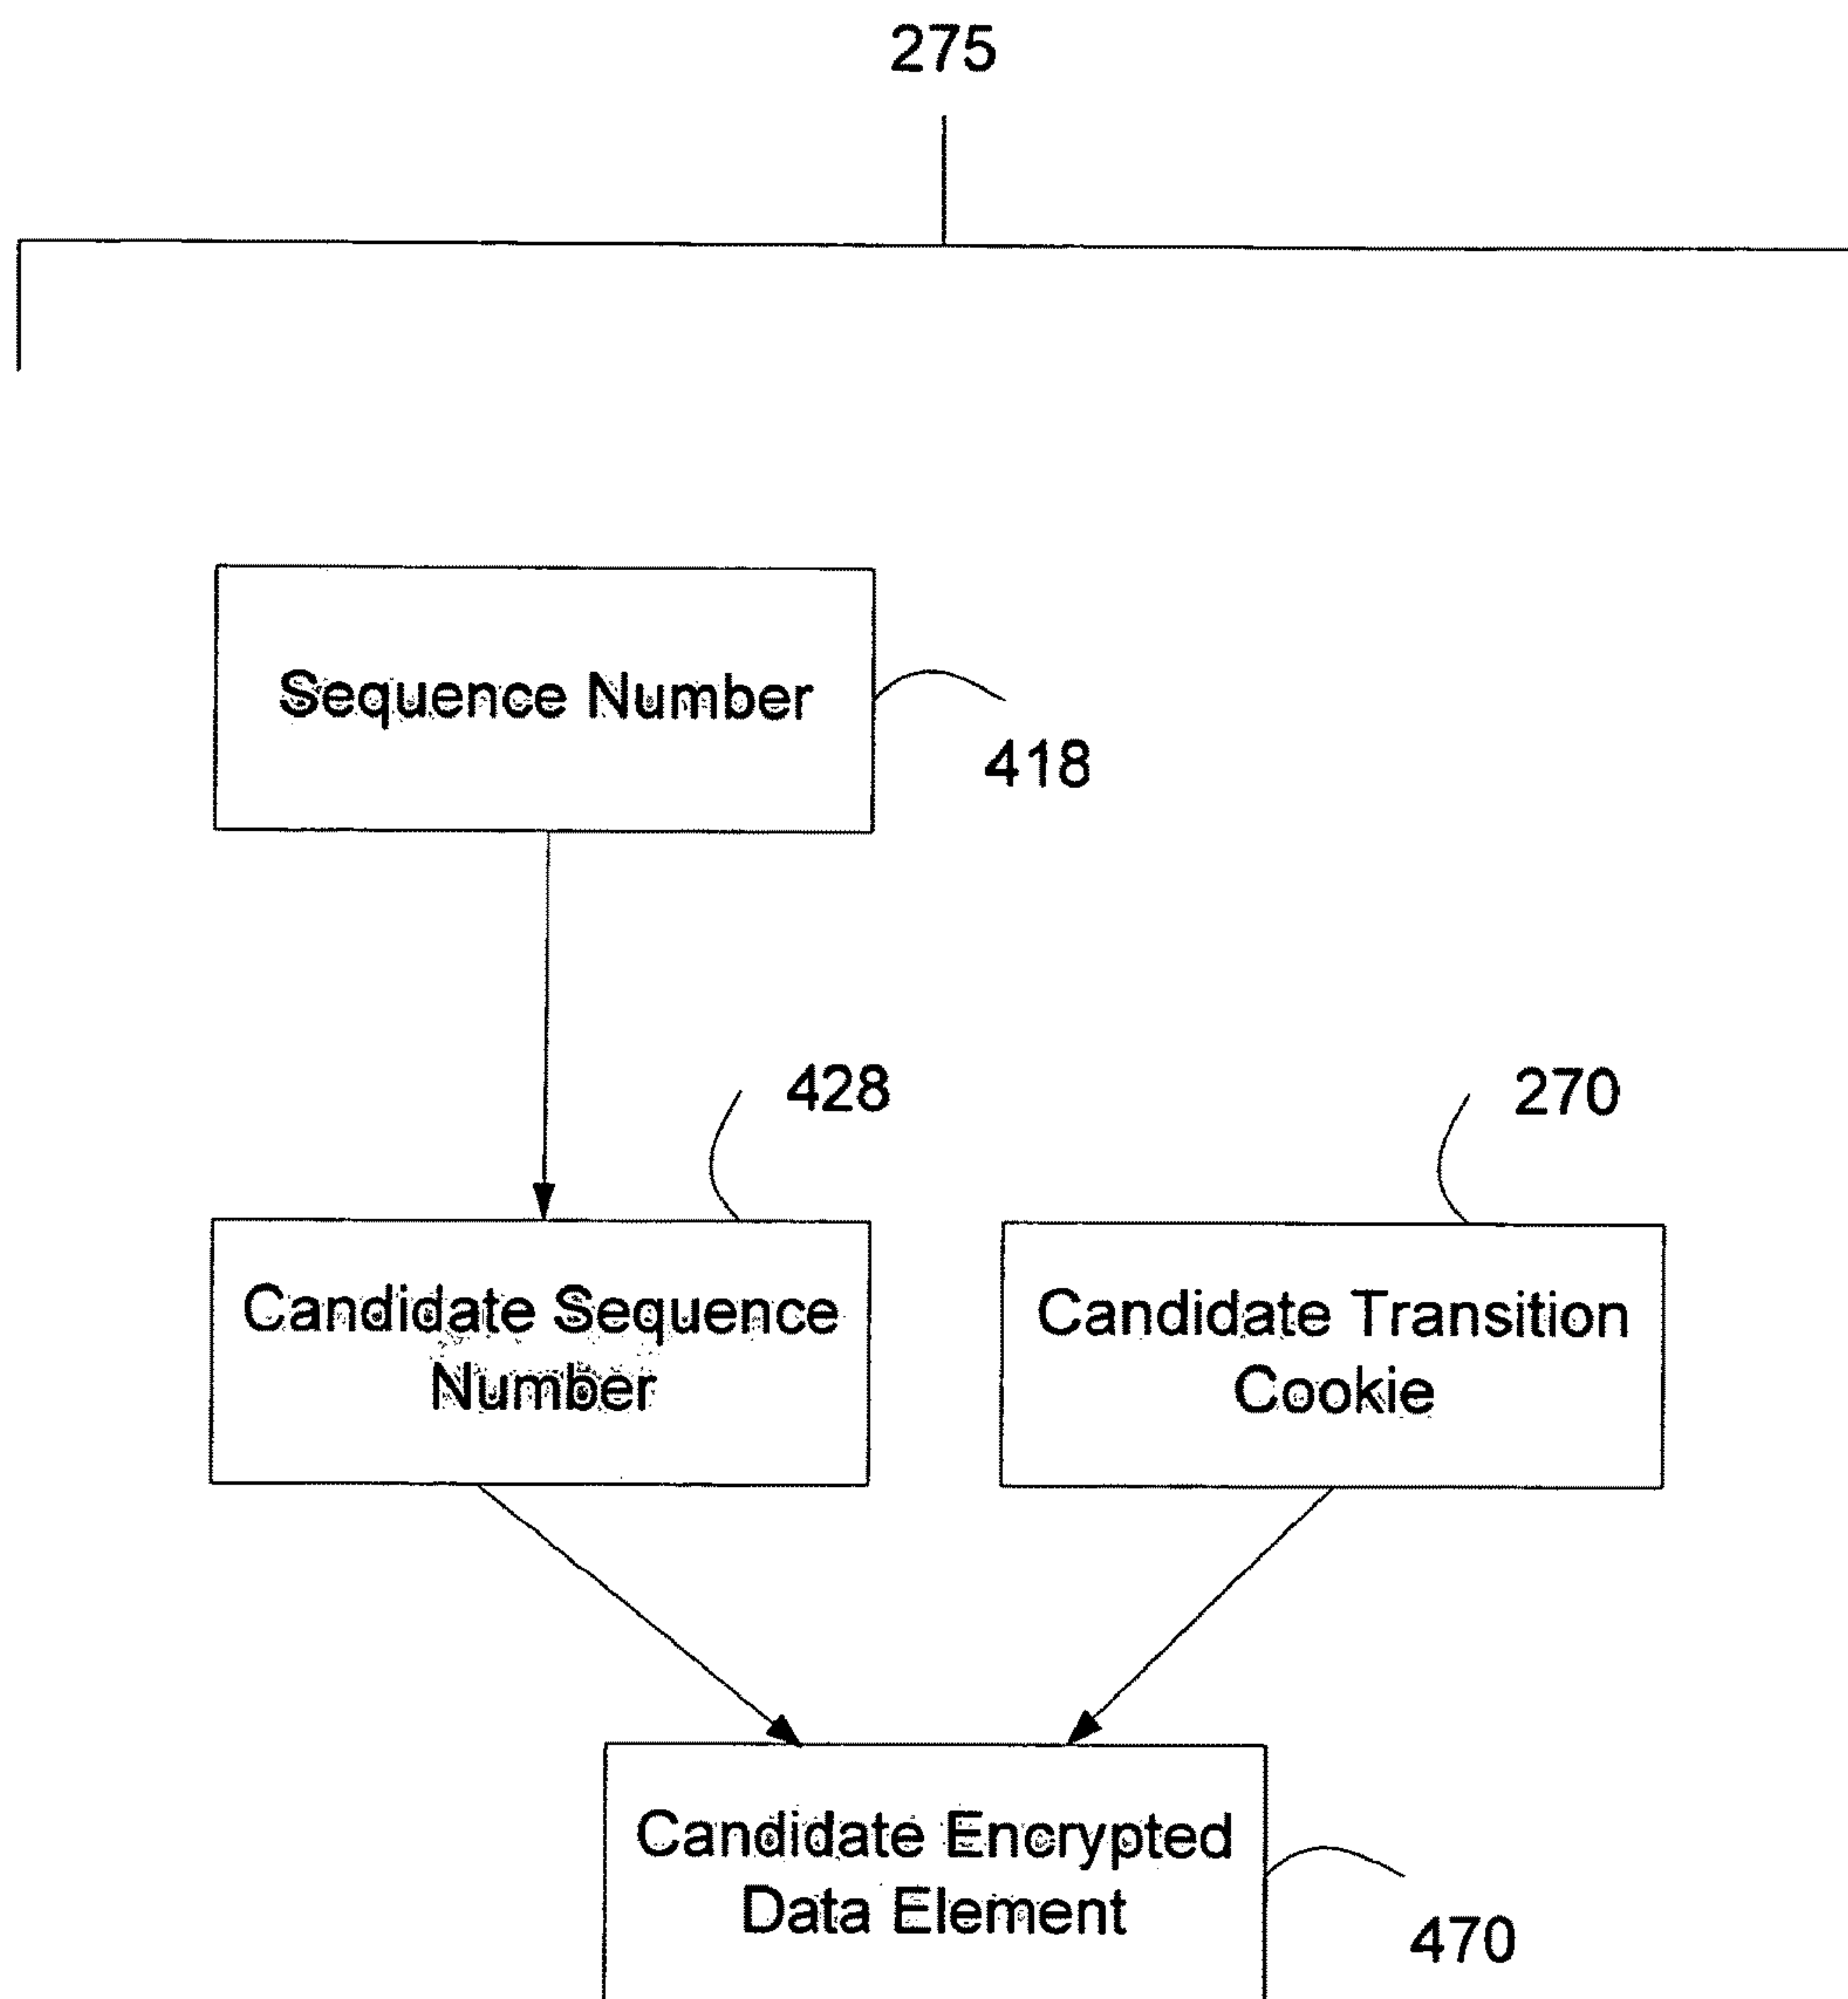 275
Sequence Number
418
428
270
Candidate Sequence
Number
Candidate Transition
Cookie
Candidate Encrypted
Data Element
470